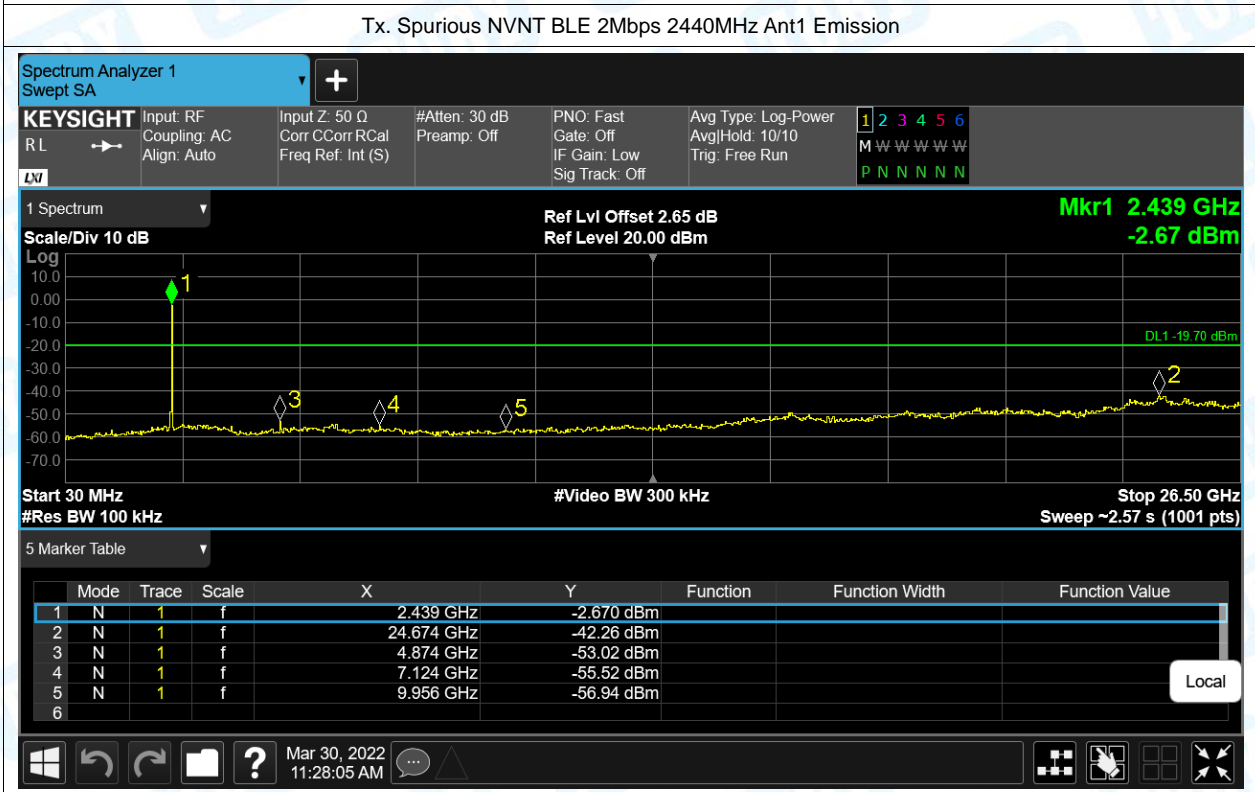 Tx. Spurious NVNT BLE 2Mbps 2440MHz Ant1 Emission
Spectrum Analyzer 1
Swept SA
+
KEYSIGHT Input: RF Input Z: 50 Ω #Atten: 30 dB PNO: Fast Avg Type: Log-Power 1 2 3 4 5 6
RL Coupling: AC Corr CCorr RCal Preamp: Off Gate: Off Avg|Hold: 10/10 M W W W W W
Align: Auto Freq Ref: Int (S) IF Gain: Low Trig: Free Run
LXI Sig Track: Off P N N N N N
1 Spectrum Ref Lvl Offset 2.65 dB Mkr1 2.439 GHz
Scale/Div 10 dB Ref Level 20.00 dBm -2.67 dBm
Log
10.0 1
0.00
-10.0
-20.0 DL1 -19.70 dBm
-30.0
-40.0 3 4 5 2
-50.0
-60.0
-70.0
Start 30 MHz #Video BW 300 kHz Stop 26.50 GHz
#Res BW 100 kHz Sweep ~2.57 s (1001 pts)
5 Marker Table
Mode Trace Scale X Y Function Function Width Function Value
1 N 1 f 2.439 GHz -2.670 dBm
2 N 1 f 24.674 GHz -42.26 dBm
3 N 1 f 4.874 GHz -53.02 dBm
4 N 1 f 7.124 GHz -55.52 dBm
5 N 1 f 9.956 GHz -56.94 dBm
6
Local
? Mar 30, 2022
11:28:05 AM